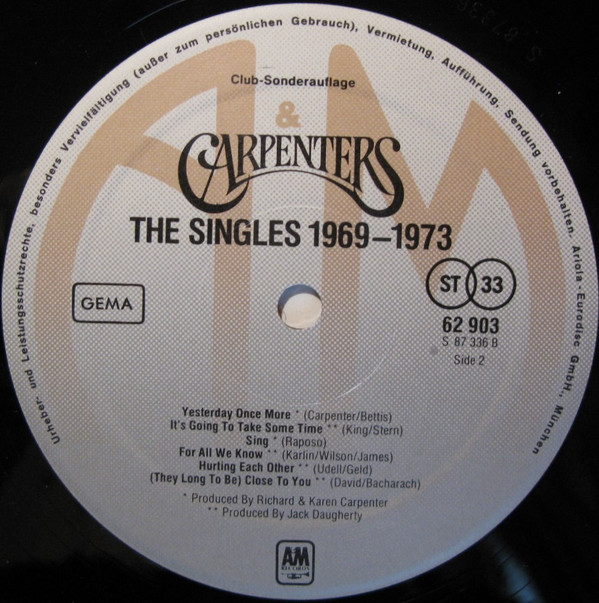 Urheber- und Leistungsschutzrechte, besonders Vervielfältigung (außer zum persönlichen Gebrauch), Vermietung, Aufführung, Sendung vorbehalten. Ariola-Eurodisc GmbH., München
Club-Sonderauflage
A&M
CARPENTERS
THE SINGLES 1969–1973
GEMA
ST 33
62 903
S 87 336 B
Side 2
Yesterday Once More * (Carpenter/Bettis)
It's Going To Take Some Time ** (King/Stern)
Sing * (Raposo)
For All We Know ** (Karlin/Wilson/James)
Hurting Each Other ** (Udell/Geld)
(They Long To Be) Close To You ** (David/Bacharach)
* Produced By Richard & Karen Carpenter
** Produced By Jack Daugherty
A&M